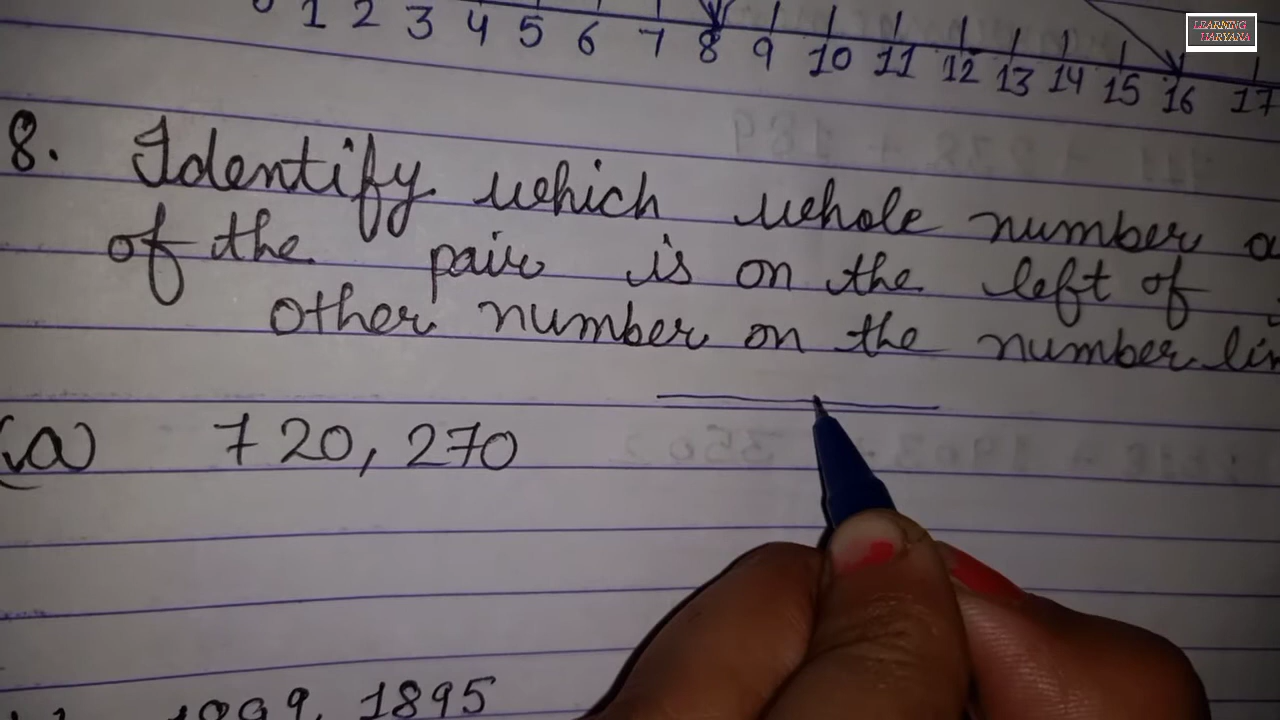 0 1 2 3 4 5 6 7 8 9 10 11 12 13 14 15 16 17
LEARNING
HARYANA
8. Identify which whole number
of the pair is on the left of
other number on the number
(a) 720, 270
1895